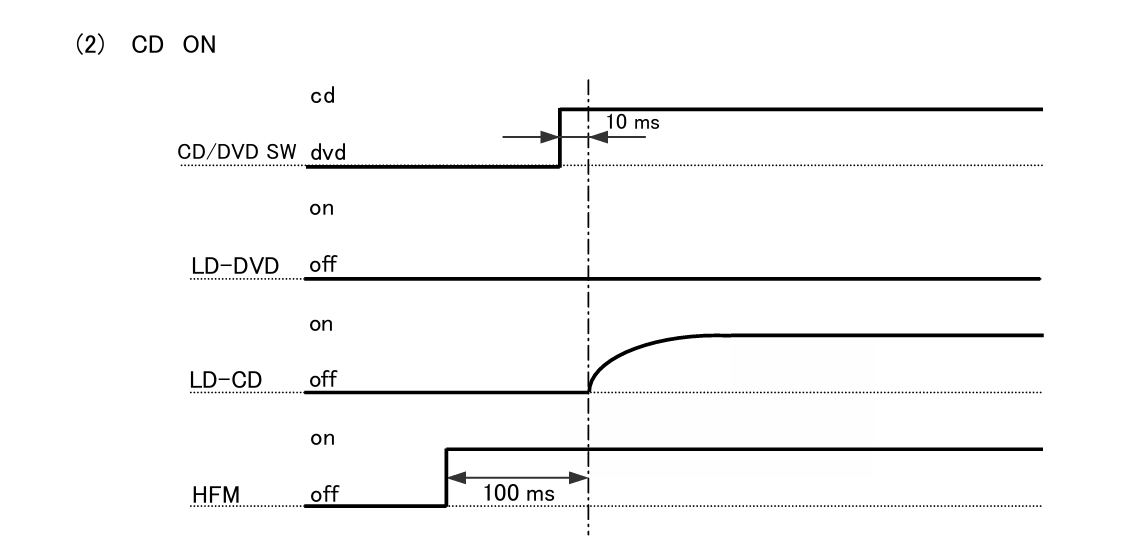 (2) CD ON
cd
10 ms
CD/DVD SW dvd
on
LD-DVD off
on
LD-CD off
on
100 ms
HFM off